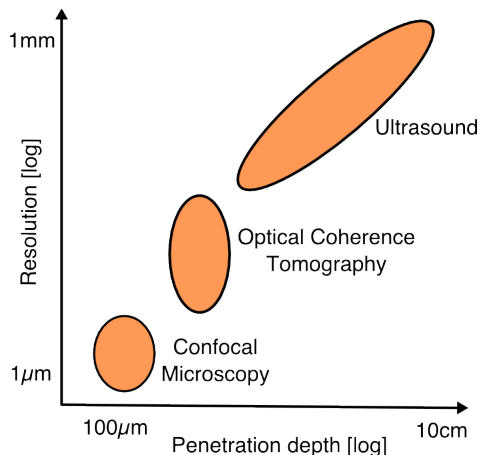 1mm
Ultrasound
Resolution [log]
Optical Coherence
Tomography
Confocal
Microscopy
1µm
100µm
10cm
Penetration depth [log]